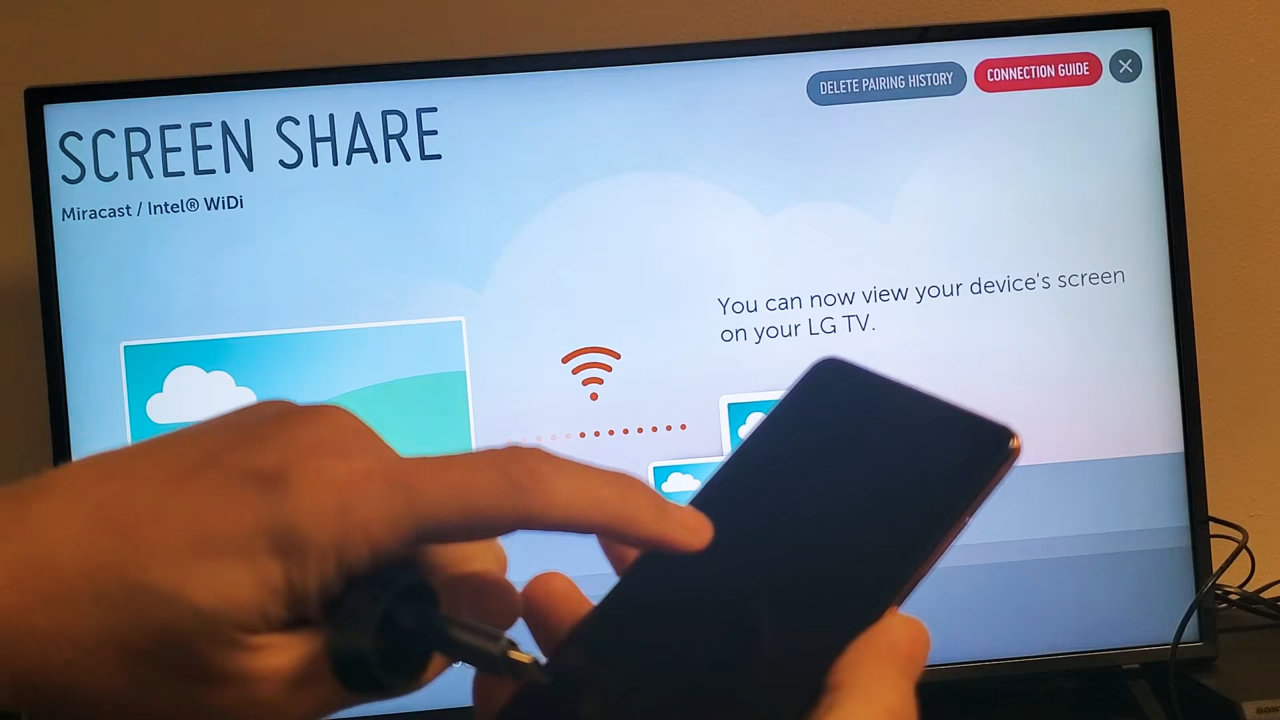 DELETE PAIRING HISTORY
CONNECTION GUIDE
SCREEN SHARE
Miracast / Intel® WiDi
You can now view your device's screen
on your LG TV.